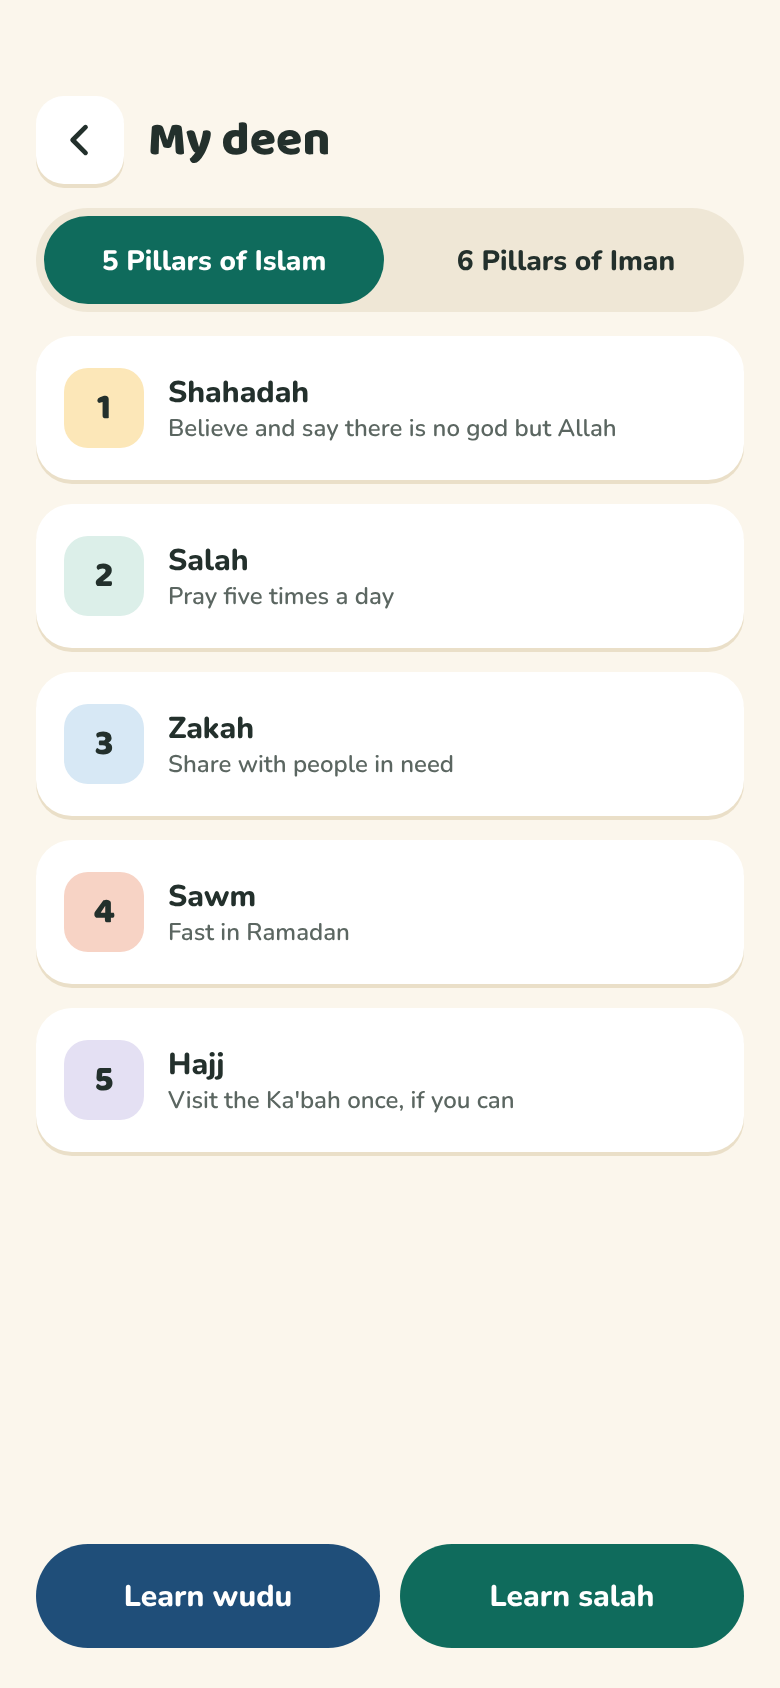 My deen
5 Pillars of Islam
6 Pillars of Iman
1
Shahadah
Believe and say there is no god but Allah
2
Salah
Pray five times a day
3
Zakah
Share with people in need
4
Sawm
Fast in Ramadan
5
Hajj
Visit the Ka'bah once, if you can
Learn wudu
Learn salah